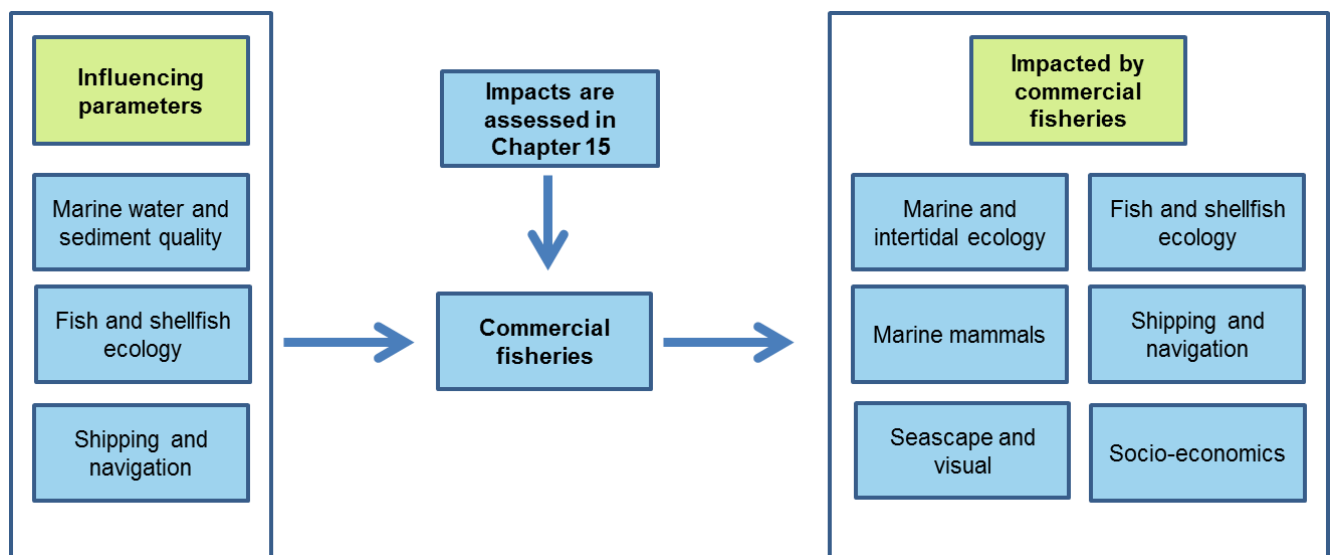 Influencing
parameters
Marine water and
sediment quality
Fish and shellfish
ecology
Shipping and
navigation
Impacts are
assessed in
Chapter 15
Commercial
fisheries
Impacted by
commercial
fisheries
Marine and
intertidal ecology
Fish and shellfish
ecology
Marine mammals
Shipping and
navigation
Seascape and
visual
Socio-economics